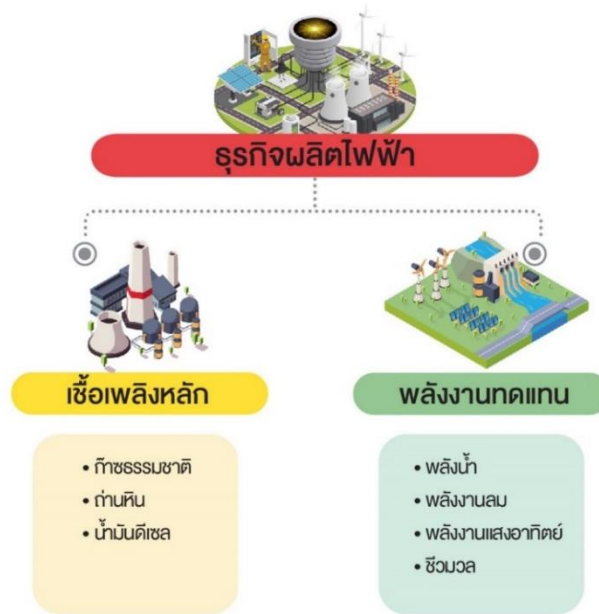 ธุรกิจผลิตไฟฟ้า
เชื้อเพลิงหลัก
• ก๊าซธรรมชาติ
• ถ่านหิน
• น้ำมันดีเซล
พลังงานทดแทน
• พลังน้ำ
• พลังงานลม
• พลังงานแสงอาทิตย์
• ชีวมวล